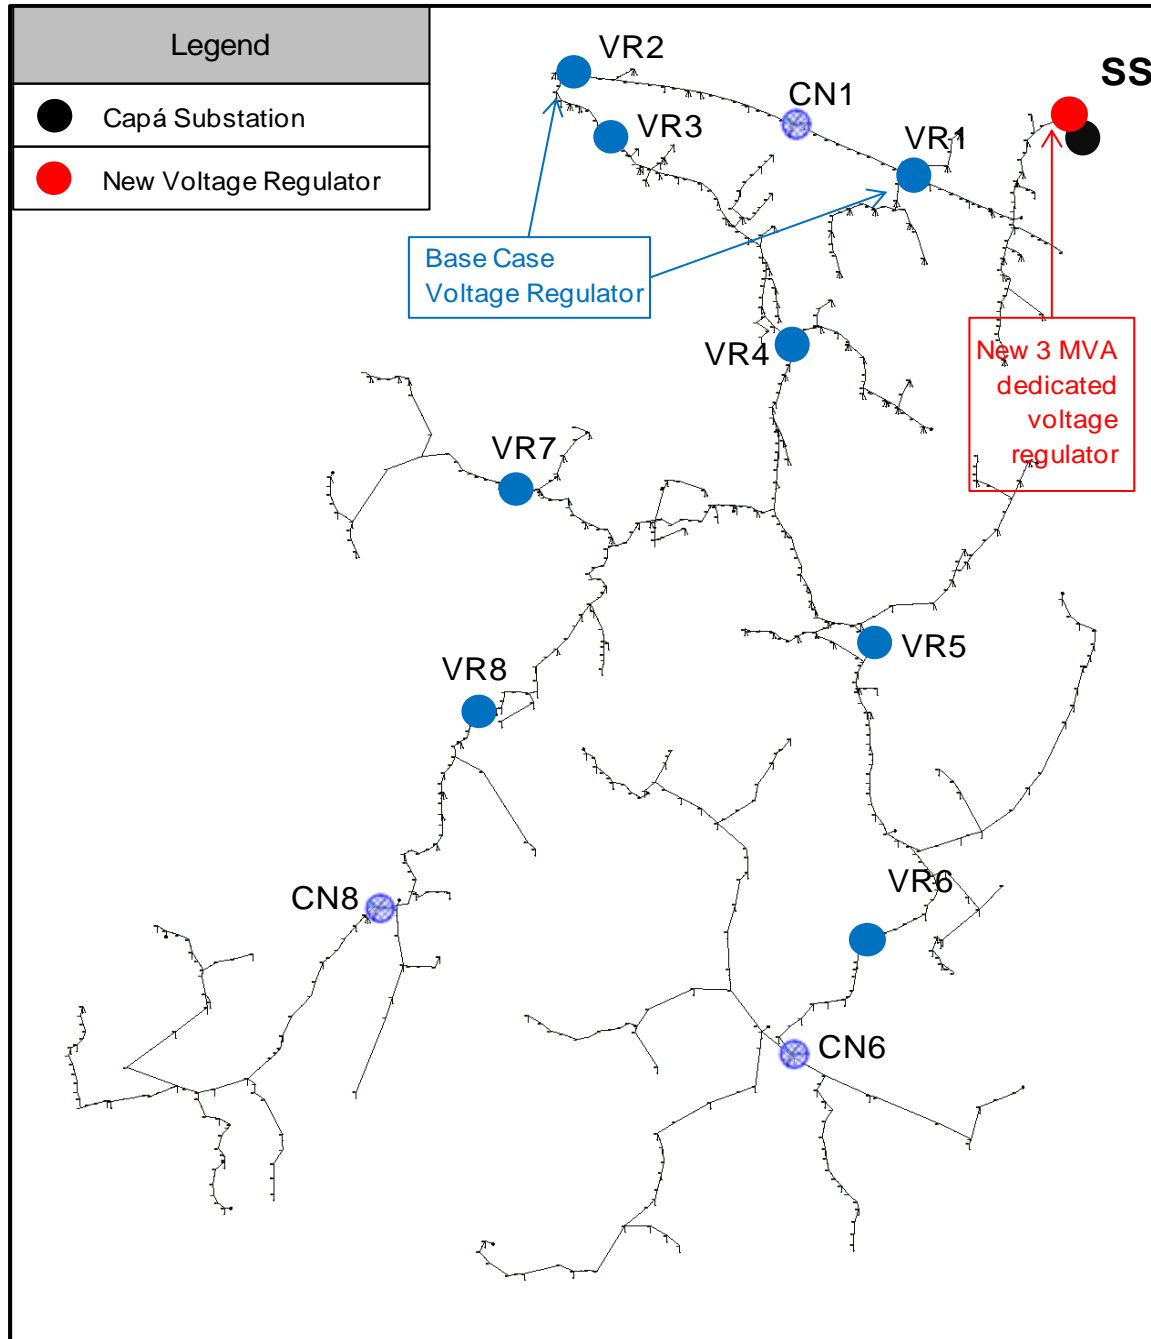 Legend
Capá Substation
New Voltage Regulator
VR2
CN1
SS
VR3
VR1
Base Case
Voltage Regulator
VR4
New 3 MVA
dedicated
voltage
regulator
VR7
VR5
VR8
VR6
CN8
CN6